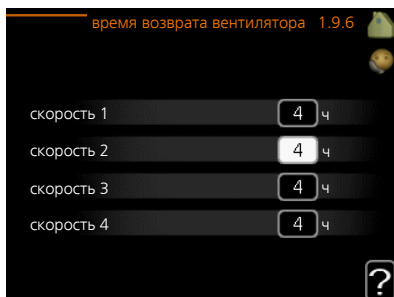 время возврата вентилятора 1.9.6
скорость 1 4 ч
скорость 2 4 ч
скорость 3 4 ч
скорость 4 4 ч
?